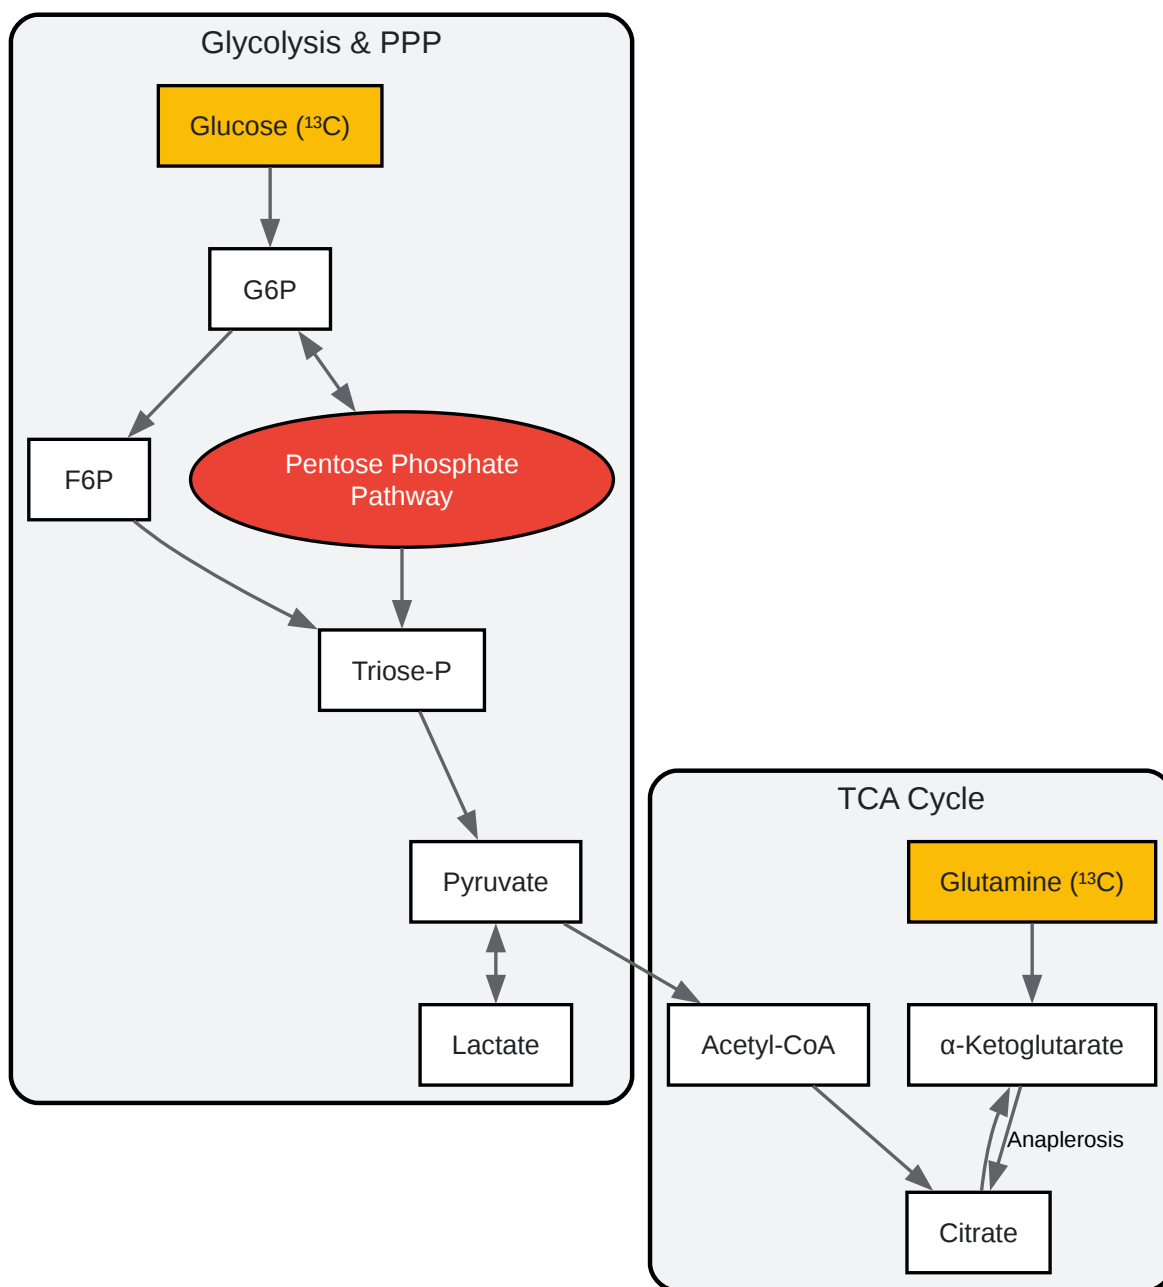 Glycolysis & PPP
Glucose (¹³C)
G6P
F6P
Pentose Phosphate
Pathway
Triose-P
Pyruvate
Lactate
TCA Cycle
Glutamine (¹³C)
Acetyl-CoA
α-Ketoglutarate
Anaplerosis
Citrate